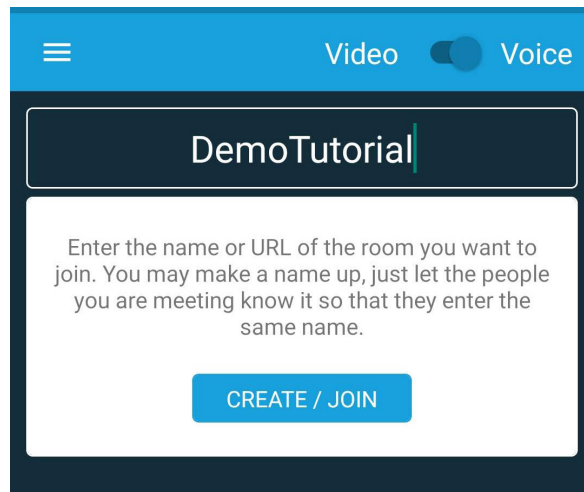 Video Voice
DemoTutorial
Enter the name or URL of the room you want to
join. You may make a name up, just let the people
you are meeting know it so that they enter the
same name.
CREATE / JOIN